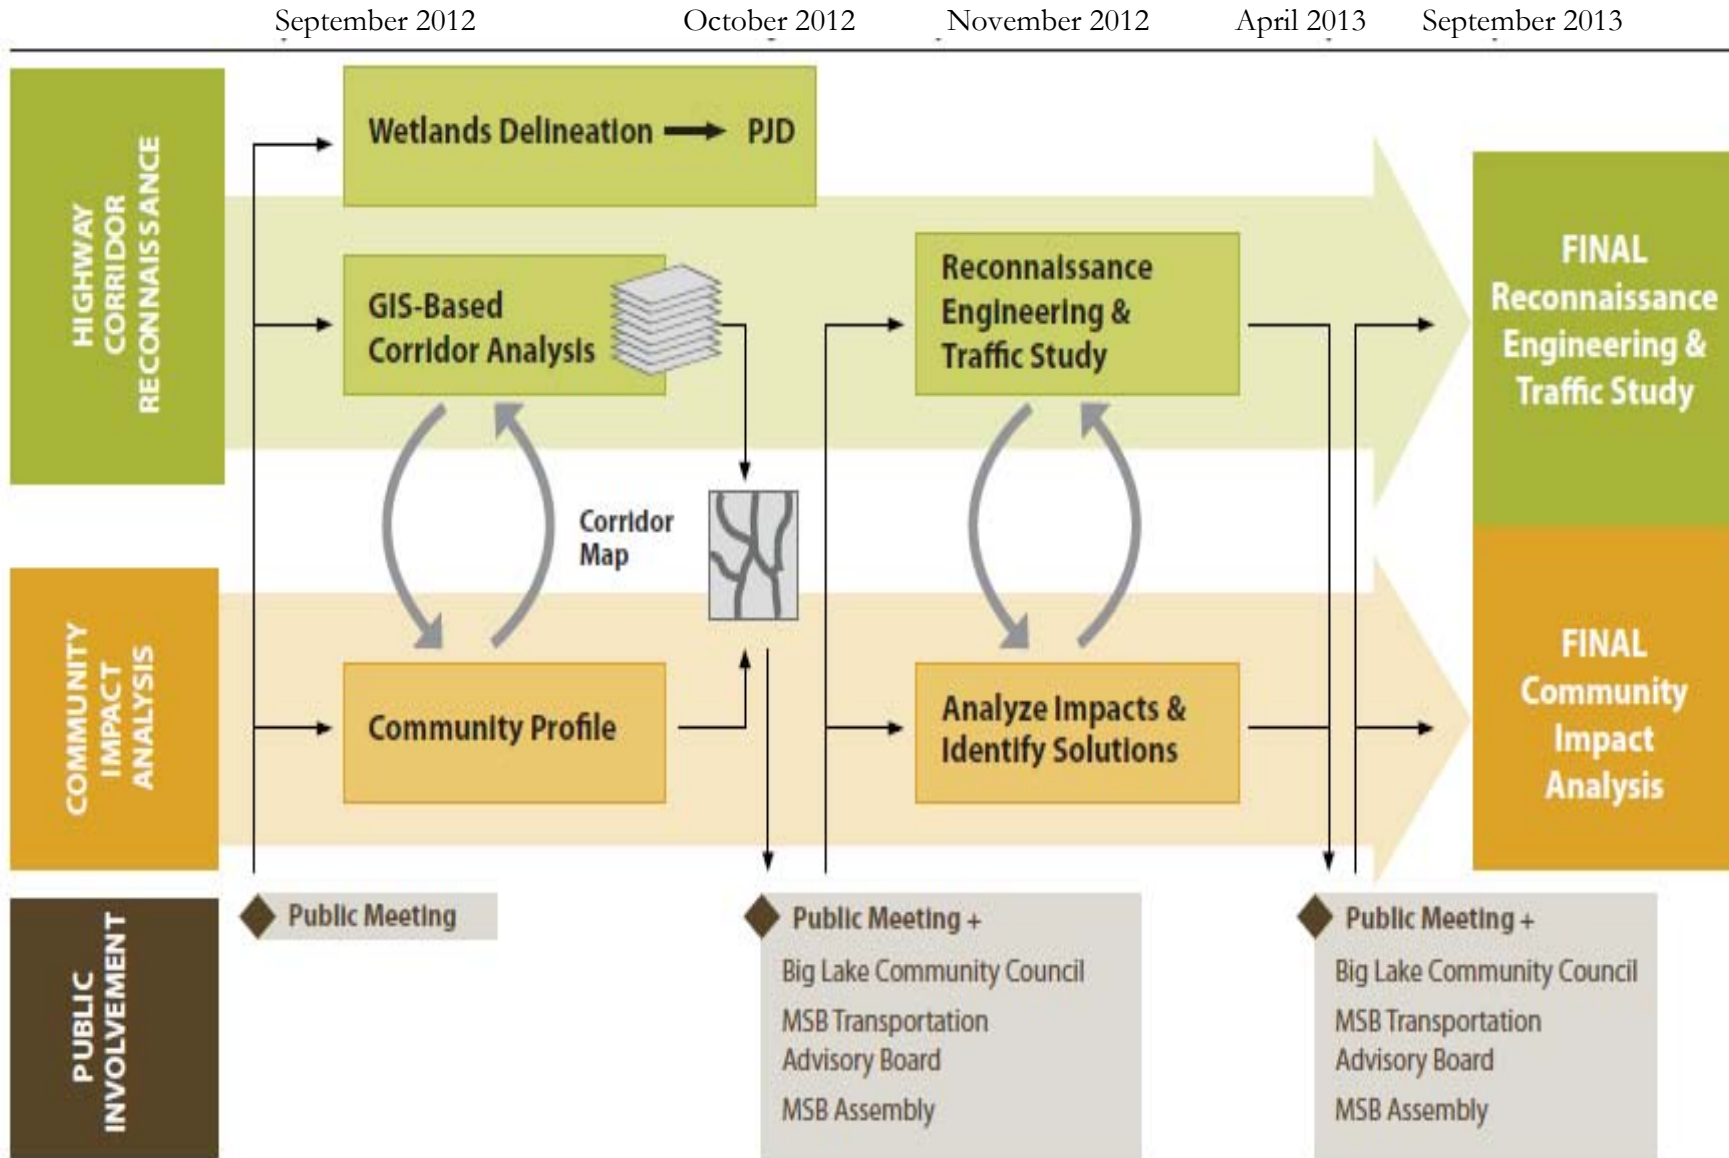 September 2012
October 2012
November 2012
April 2013
September 2013
HIGHWAY
CORRIDOR
RECONNAISSANCE
Wetlands Delineation
PJD
GIS-Based
Corridor Analysis
Reconnaissance
Engineering &
Traffic Study
FINAL
Reconnaissance
Engineering &
Traffic Study
Corridor
Map
COMMUNITY
IMPACT
ANALYSIS
Community Profile
Analyze Impacts &
Identify Solutions
FINAL
Community
Impact
Analysis
PUBLIC
INVOLVEMENT
Public Meeting
Public Meeting +
Big Lake Community Council
MSB Transportation
Advisory Board
MSB Assembly
Public Meeting +
Big Lake Community Council
MSB Transportation
Advisory Board
MSB Assembly